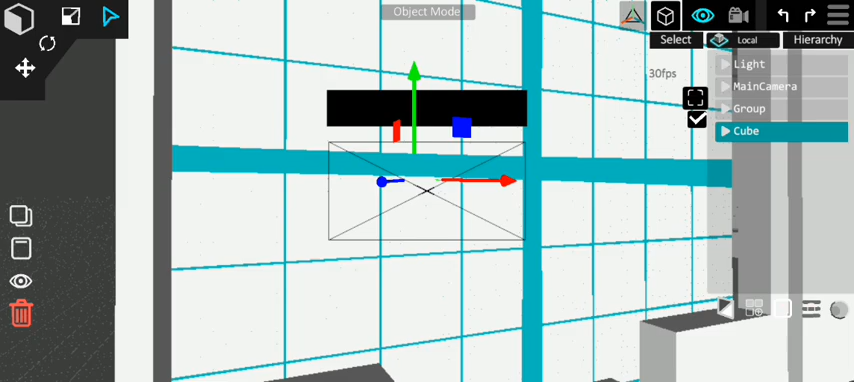 Object Mode
Select
Local
Hierarchy
30fps
Light
MainCamera
Group
Cube